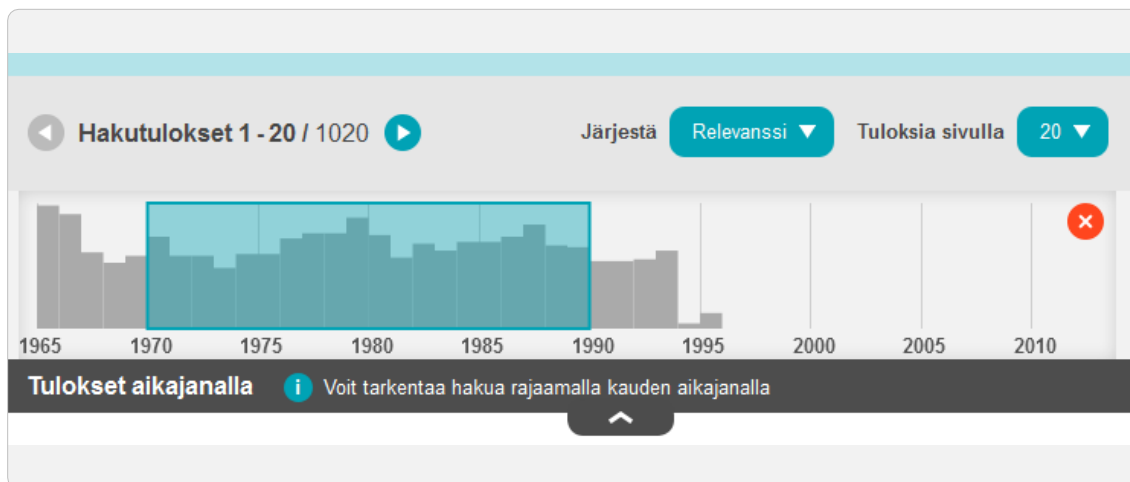 Hakutulokset 1 - 20 / 1020 Järjestä Relevanssi Tuloksia sivulla 20
1965 1970 1975 1980 1985 1990 1995 2000 2005 2010
Tulokset aikajanalla i Voit tarkentaa hakua rajaamalla kauden aikajanalla